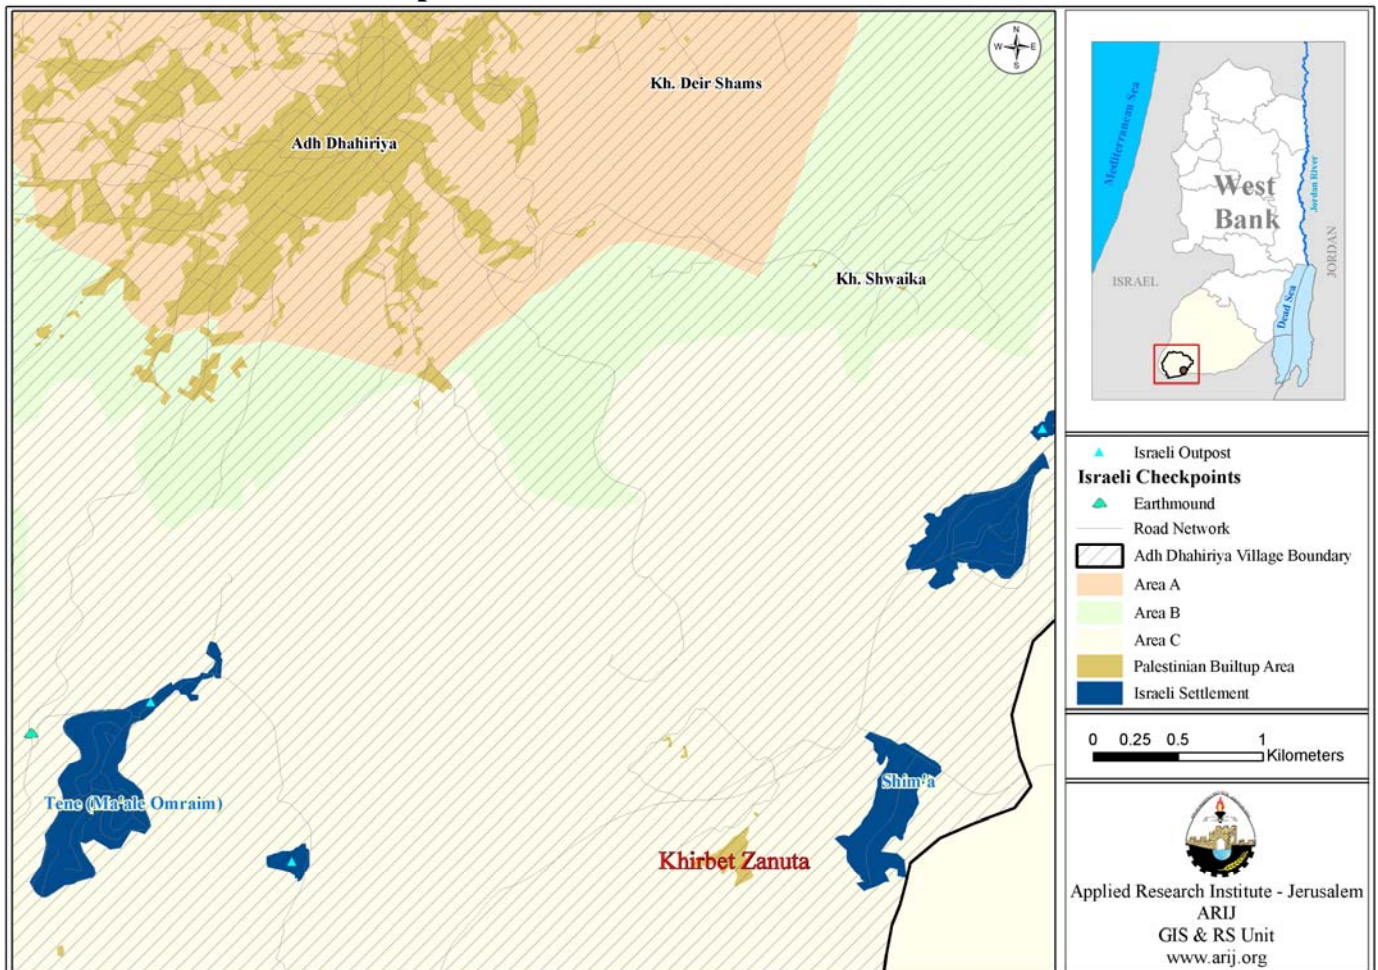 N
W E
S
Kh. Deir Shams
Adh Dhahiriya
Kh. Shwaika
Tene (Ma'ale Omraim)
Shim'a
Khirbet Zanuta
Mediterranean Sea
West
Bank
Jordan River
JORDAN
ISRAEL
Dead Sea
Israeli Outpost
Israeli Checkpoints
Earthmound
Road Network
Adh Dhahiriya Village Boundary
Area A
Area B
Area C
Palestinian Builtup Area
Israeli Settlement
0 0.25 0.5 1
Kilometers
Applied Research Institute - Jerusalem
ARIJ
GIS & RS Unit
www.arij.org